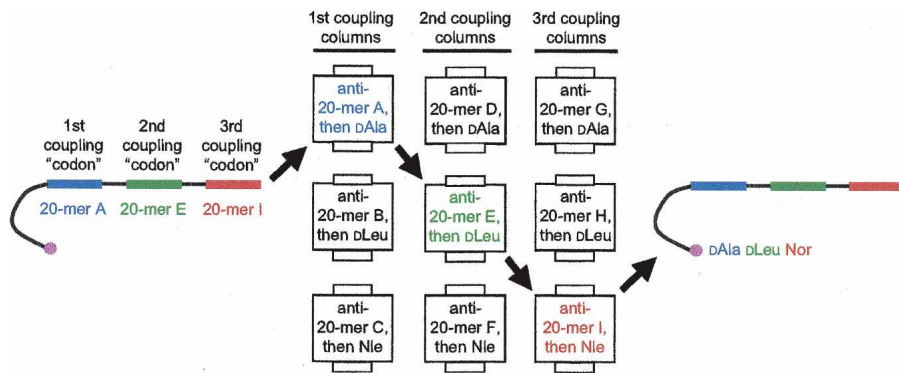 1st coupling
columns
2nd coupling
columns
3rd coupling
columns
1st
coupling
"codon"
2nd
coupling
"codon"
3rd
coupling
"codon"
20-mer A
20-mer E
20-mer I
anti-
20-mer A,
then DAla
anti-
20-mer D,
then DAla
anti-
20-mer G,
then DAla
anti-
20-mer B,
then DLeu
anti-
20-mer E,
then DLeu
anti-
20-mer H,
then DLeu
anti-
20-mer C,
then Nle
anti-
20-mer F,
then Nle
anti-
20-mer I,
then Nle
DAla DLeu Nor